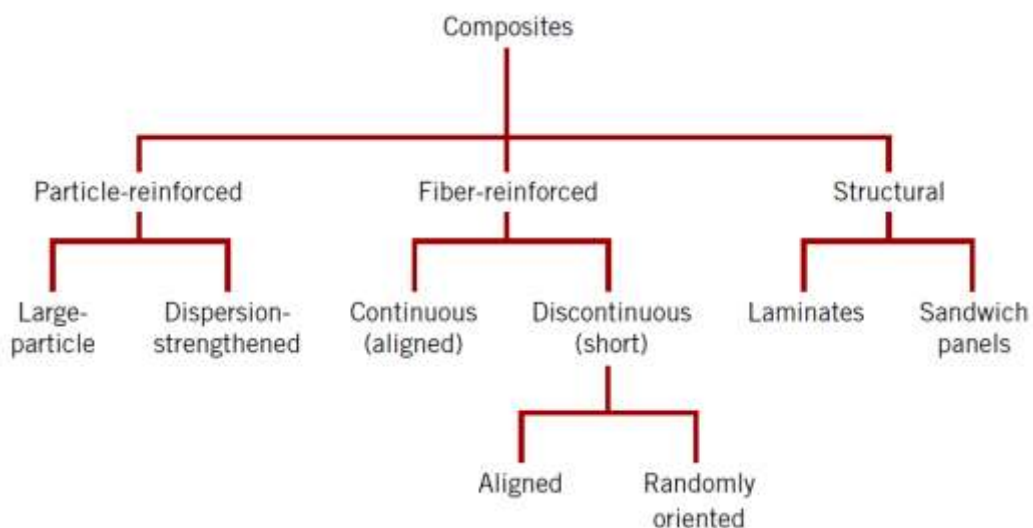 Composites
Particle-reinforced
Fiber-reinforced
Structural
Large-
particle
Dispersion-
strengthened
Continuous
(aligned)
Discontinuous
(short)
Laminates
Sandwich
panels
Aligned
Randomly
oriented